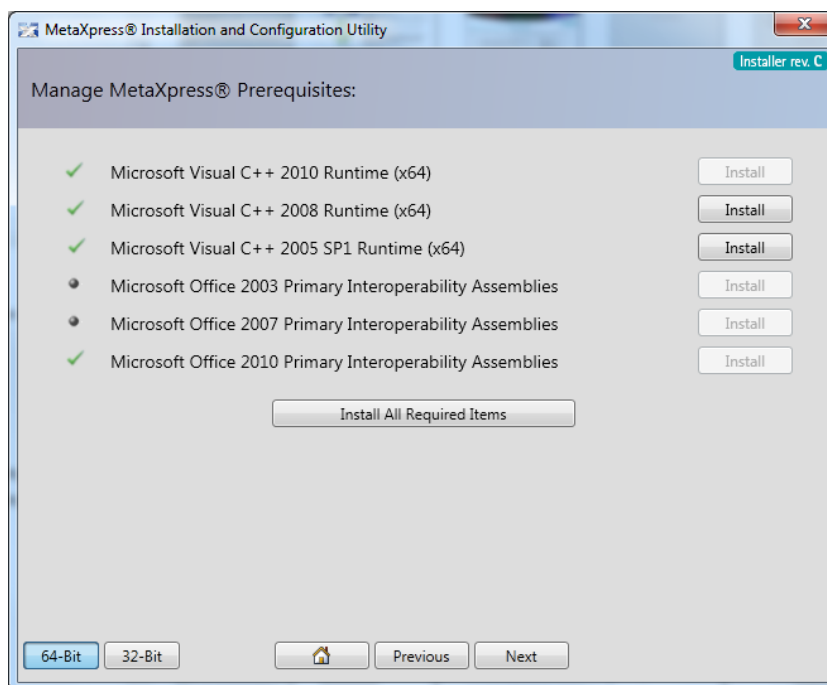 MetaXpress® Installation and Configuration Utility
Installer rev. C
Manage MetaXpress® Prerequisites:
Microsoft Visual C++ 2010 Runtime (x64) Install
Microsoft Visual C++ 2008 Runtime (x64) Install
Microsoft Visual C++ 2005 SP1 Runtime (x64) Install
Microsoft Office 2003 Primary Interoperability Assemblies Install
Microsoft Office 2007 Primary Interoperability Assemblies Install
Microsoft Office 2010 Primary Interoperability Assemblies Install
Install All Required Items
64-Bit 32-Bit Previous Next